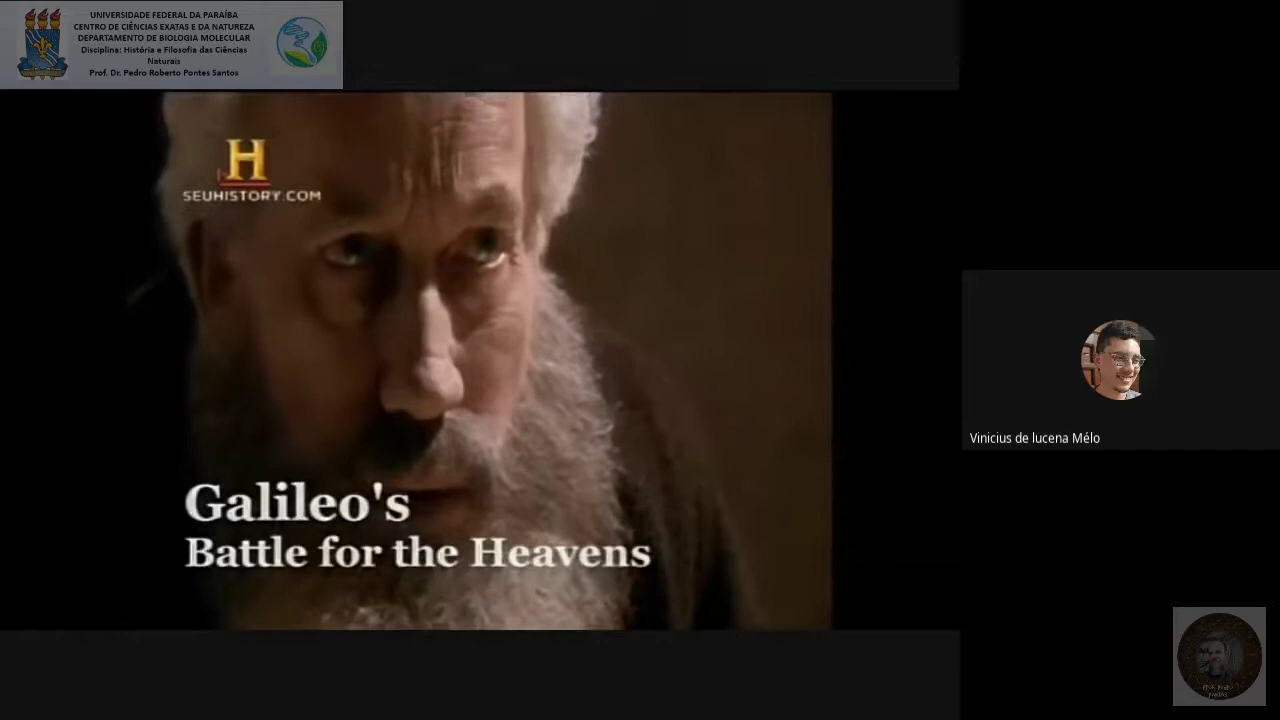 UNIVERSIDADE FEDERAL DA PARAÍBA
CENTRO DE CIÊNCIAS EXATAS E DA NATUREZA
DEPARTAMENTO DE BIOLOGIA MOLECULAR
Disciplina: História e Filosofia das Ciências
Naturais
Prof. Dr. Pedro Roberto Pontes Santos
H
SEUHISTORY.COM
Galileo's
Battle for the Heavens
Vinicius de lucena Mélo